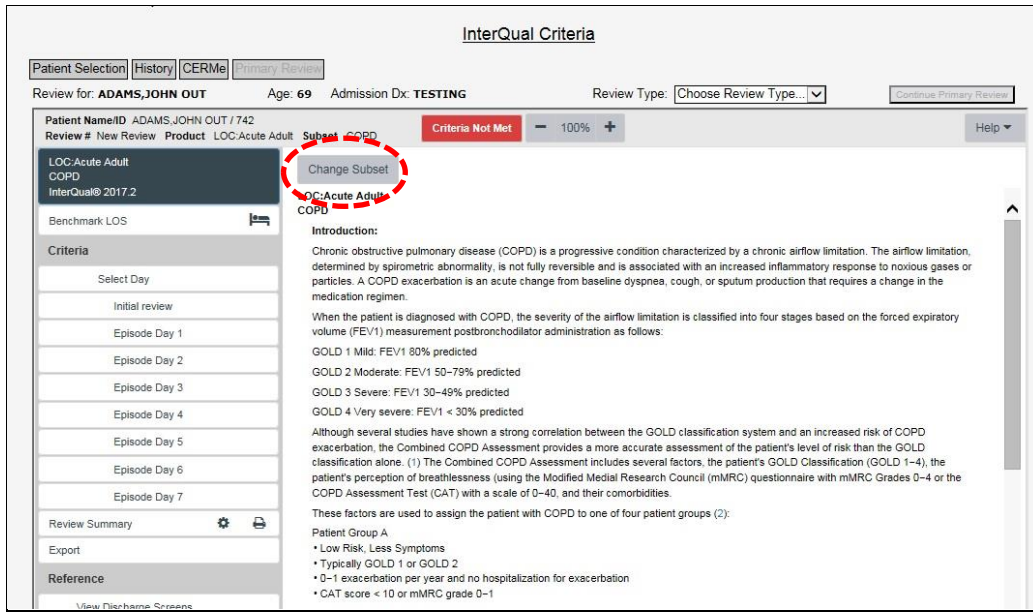 InterQual Criteria
Patient Selection History CERMe Primary Review
Review for: ADAMS,JOHN OUT Age: 69 Admission Dx: TESTING Review Type: Choose Review Type... Continue Primary Review
Patient Name/ID ADAMS,JOHN OUT / 742
Review # New Review Product LOC:Acute Adult Subset COPD
Criteria Not Met
100%
Help
LOC:Acute Adult
COPD
InterQual® 2017.2
Benchmark LOS
Criteria
Select Day
Initial review
Episode Day 1
Episode Day 2
Episode Day 3
Episode Day 4
Episode Day 5
Episode Day 6
Episode Day 7
Review Summary
Export
Reference
View Discharge Screens
Change Subset
LOC:Acute Adult
COPD
Introduction:
Chronic obstructive pulmonary disease (COPD) is a progressive condition characterized by a chronic airflow limitation. The airflow limitation,
determined by spirometric abnormality, is not fully reversible and is associated with an increased inflammatory response to noxious gases or
particles. A COPD exacerbation is an acute change from baseline dyspnea, cough, or sputum production that requires a change in the
medication regimen.
When the patient is diagnosed with COPD, the severity of the airflow limitation is classified into four stages based on the forced expiratory
volume (FEV1) measurement postbronchodilator administration as follows:
GOLD 1 Mild: FEV1 80% predicted
GOLD 2 Moderate: FEV1 50–79% predicted
GOLD 3 Severe: FEV1 30–49% predicted
GOLD 4 Very severe: FEV1 < 30% predicted
Although several studies have shown a strong correlation between the GOLD classification system and an increased risk of COPD
exacerbation, the Combined COPD Assessment provides a more accurate assessment of the patient's level of risk than the GOLD
classification alone. (1) The Combined COPD Assessment includes several factors, the patient's GOLD Classification (GOLD 1–4), the
patient's perception of breathlessness (using the Modified Medial Research Council (mMRC) questionnaire with mMRC Grades 0–4 or the
COPD Assessment Test (CAT) with a scale of 0–40, and their comorbidities.
These factors are used to assign the patient with COPD to one of four patient groups (2):
Patient Group A
• Low Risk, Less Symptoms
• Typically GOLD 1 or GOLD 2
• 0–1 exacerbation per year and no hospitalization for exacerbation
• CAT score < 10 or mMRC grade 0–1